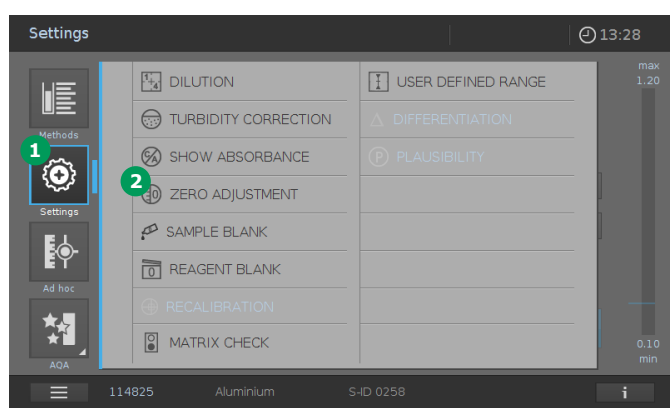 Settings
13:28
DILUTION
TURBIDITY CORRECTION
SHOW ABSORBANCE
ZERO ADJUSTMENT
SAMPLE BLANK
REAGENT BLANK
RECALIBRATION
MATRIX CHECK
USER DEFINED RANGE
DIFFERENTIATION
PLAUSIBILITY
Methods
1
Settings
2
Ad hoc
AQA
max
1.20
0.10
min
114825 Aluminium S-ID 0258
i